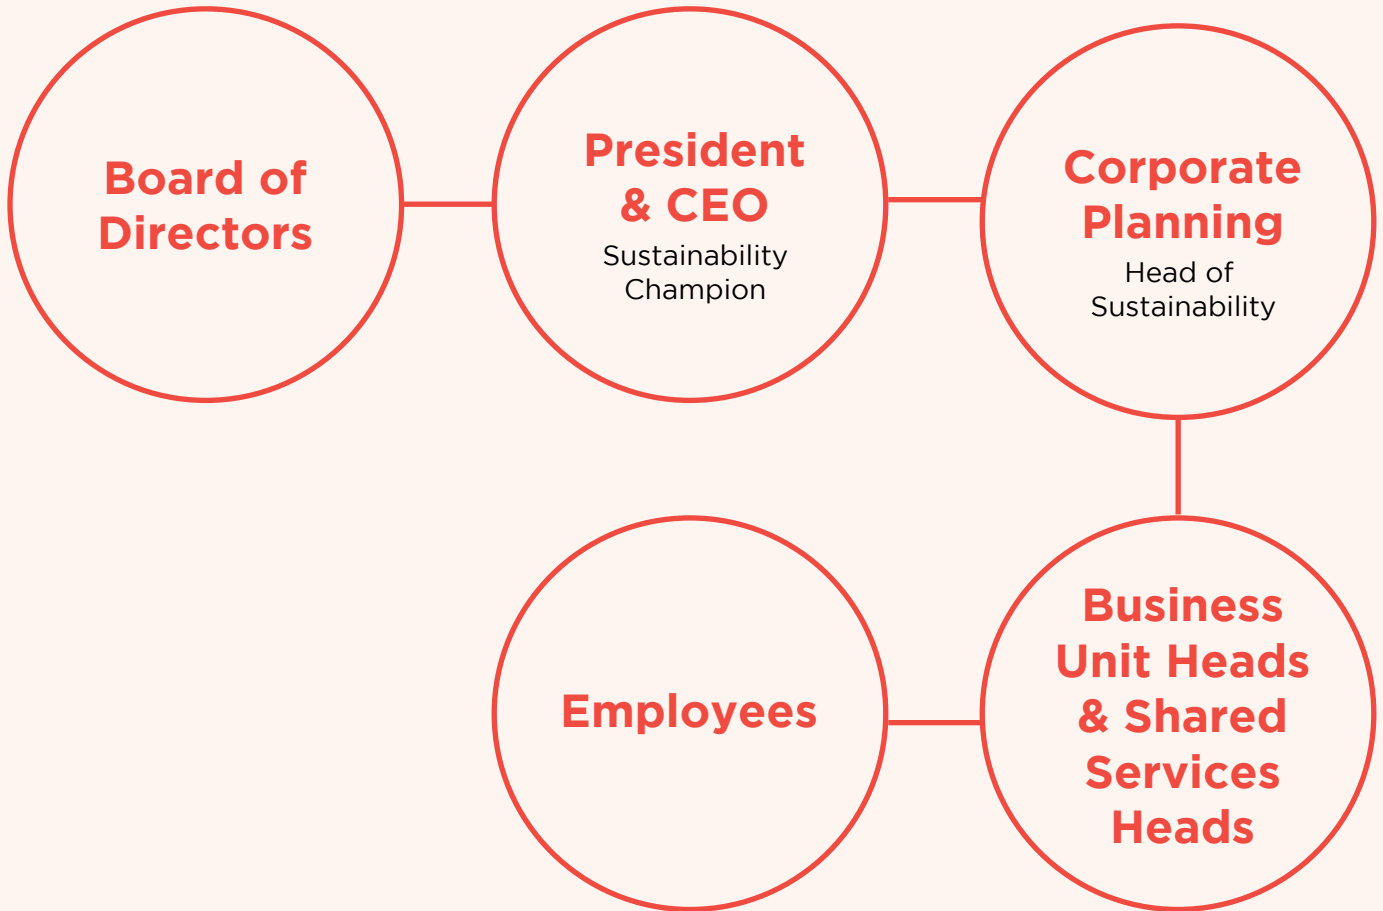 Board of
Directors
President
& CEO
Sustainability
Champion
Corporate
Planning
Head of
Sustainability
Employees
Business
Unit Heads
& Shared
Services
Heads